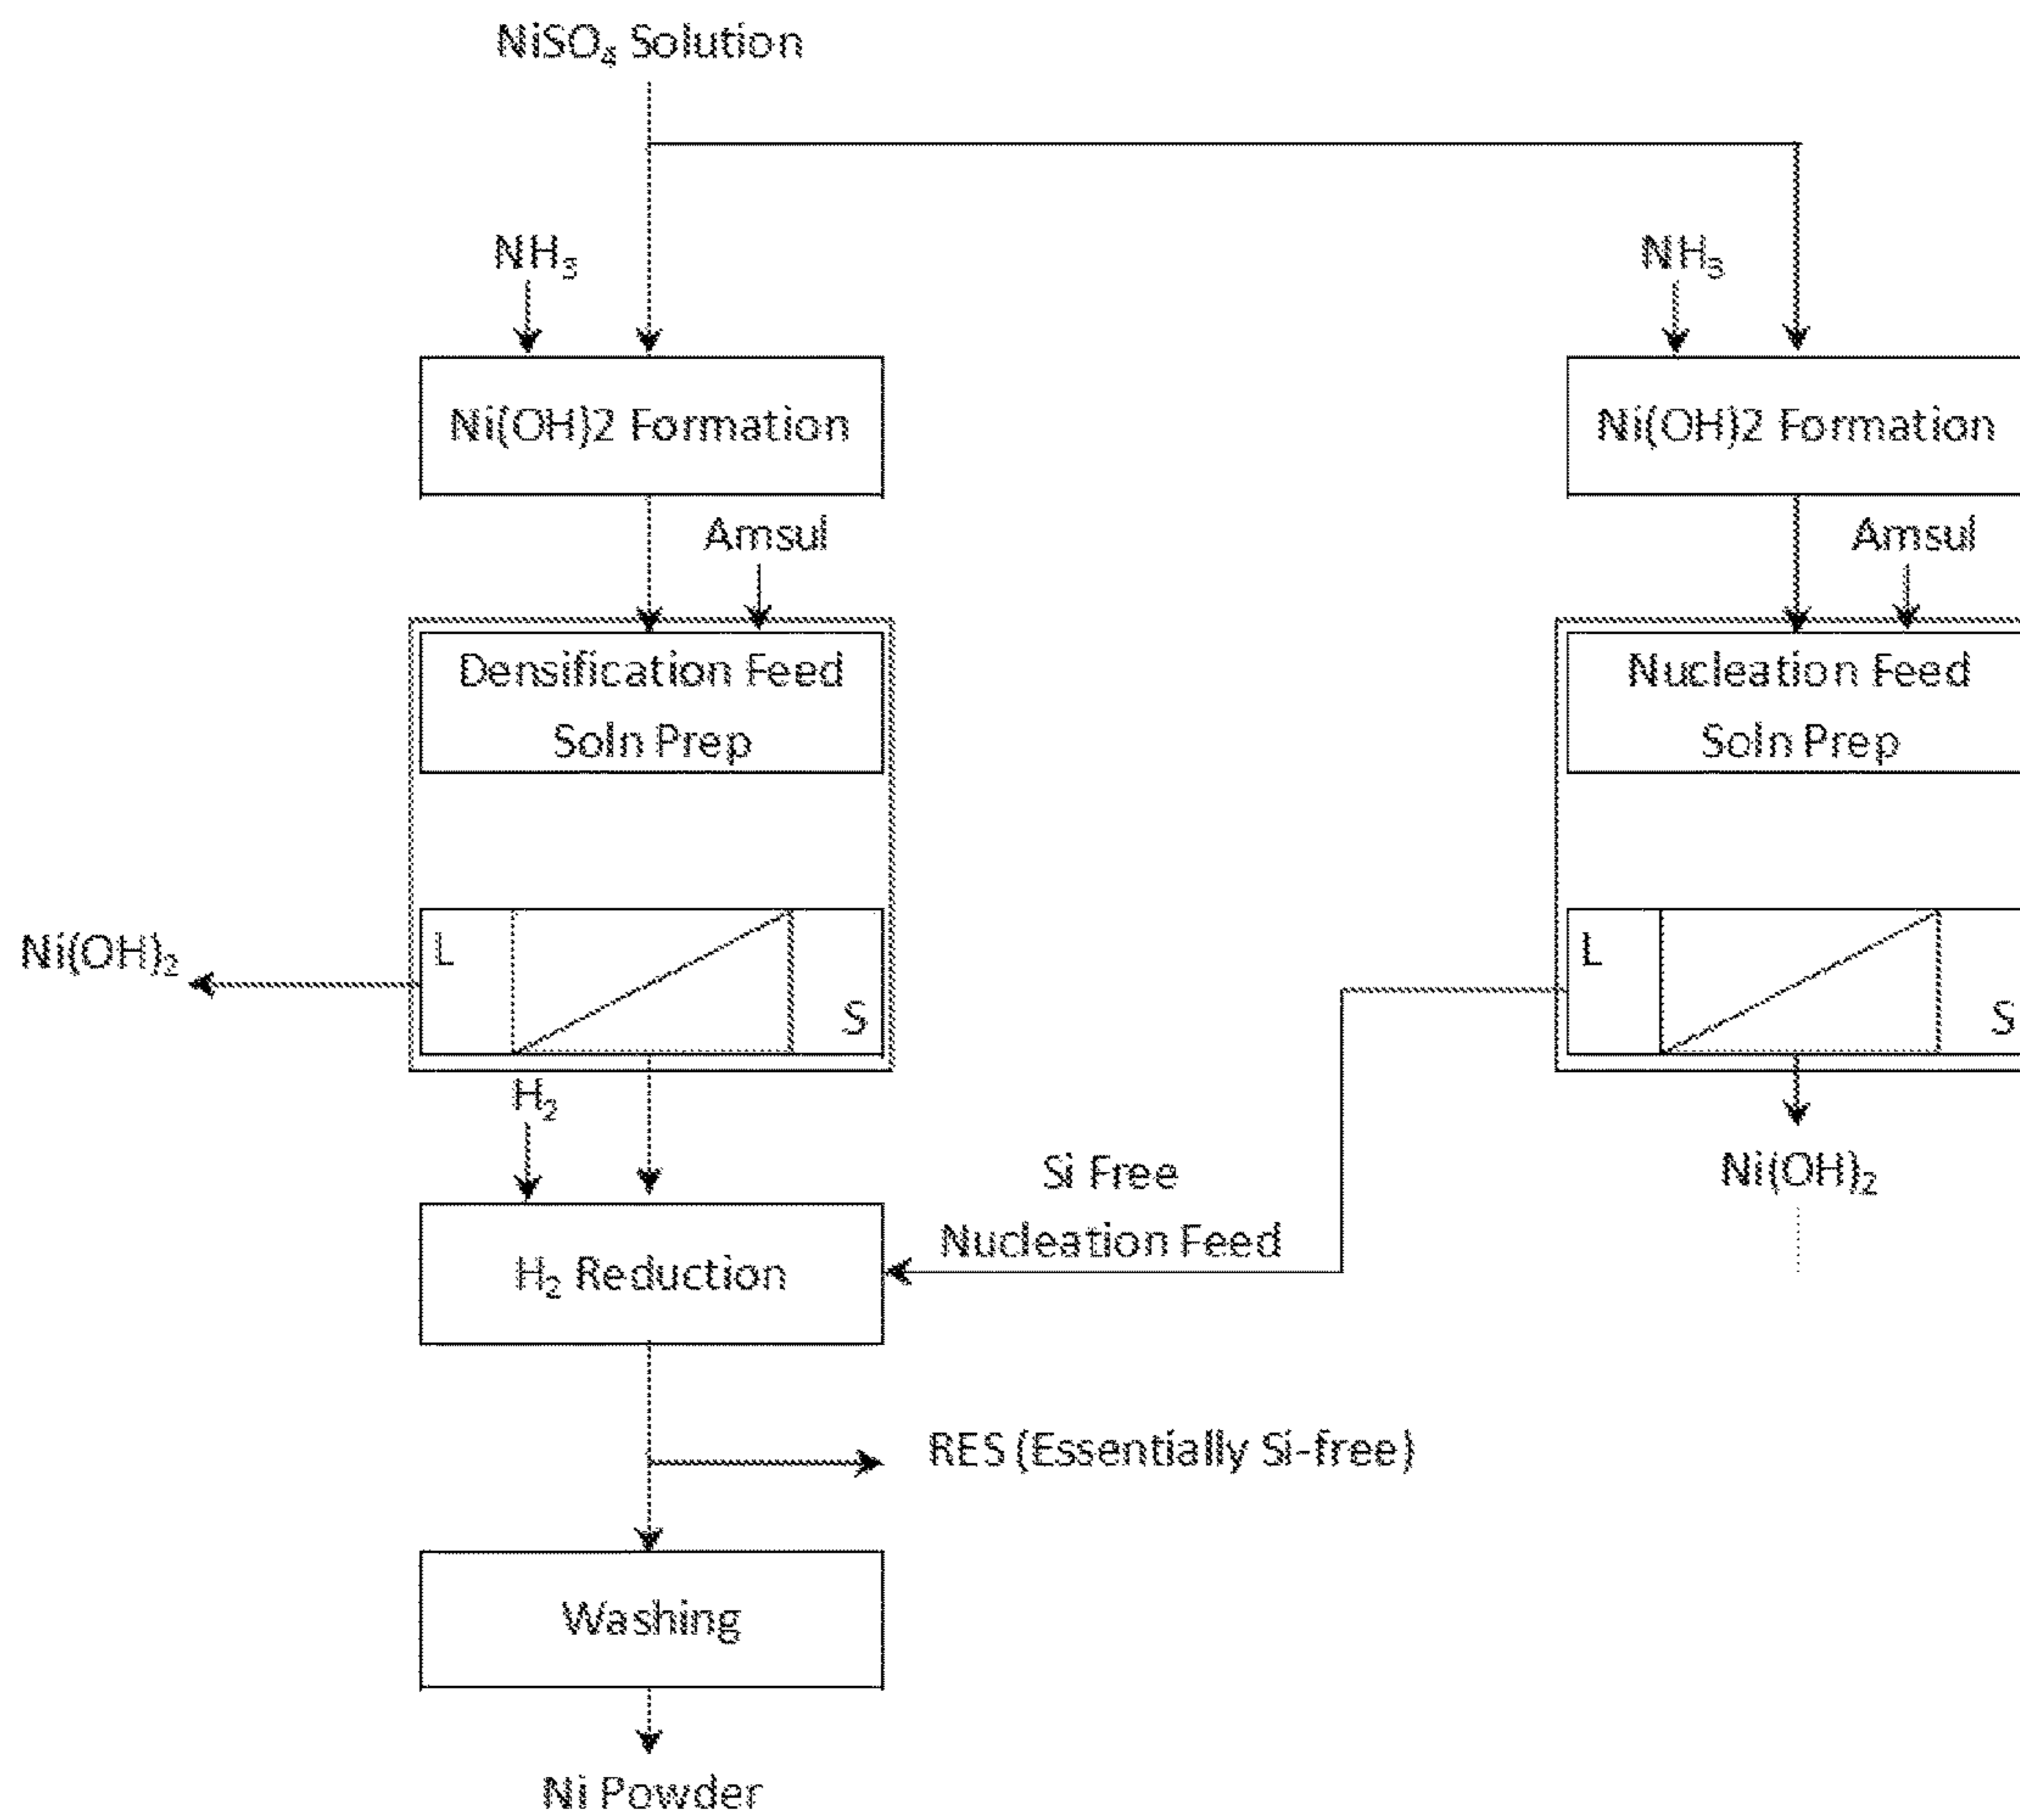 NiSO₄ Solution
NH₃
NH₃
Ni(OH)2 Formation
Ni(OH)2 Formation
Amsul
Amsul
Densification Feed
Soln Prep
Nucleation Feed
Soln Prep
Ni(OH)₂
L
S
L
S
H₂
Ni(OH)₂
Si Free
Nucleation Feed
H₂ Reduction
RES (Essentially Si-free)
Washing
Ni Powder